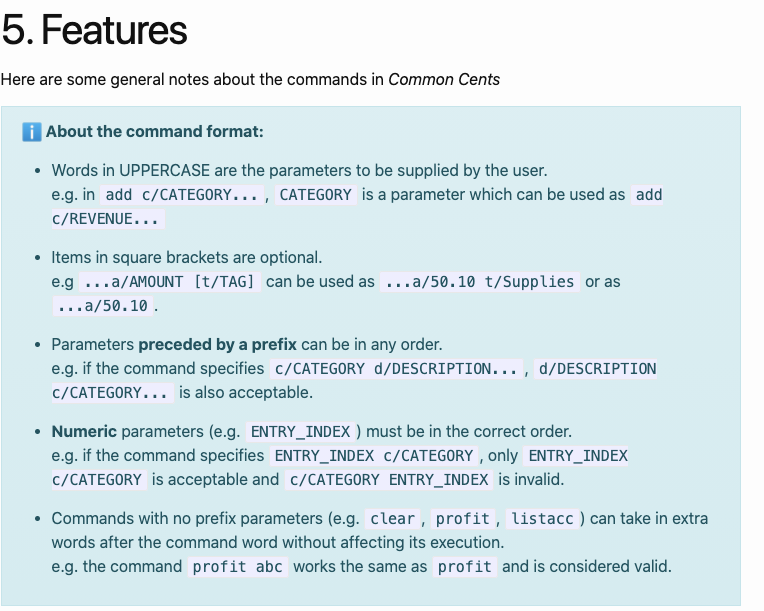 5. Features
Here are some general notes about the commands in Common Cents
About the command format:
• Words in UPPERCASE are the parameters to be supplied by the user.
e.g. in add c/CATEGORY..., CATEGORY is a parameter which can be used as add
c/REVENUE...
• Items in square brackets are optional.
e.g ...a/AMOUNT [t/TAG] can be used as ...a/50.10 t/Supplies or as
...a/50.10.
• Parameters preceded by a prefix can be in any order.
e.g. if the command specifies c/CATEGORY d/DESCRIPTION..., d/DESCRIPTION
c/CATEGORY... is also acceptable.
• Numeric parameters (e.g. ENTRY_INDEX) must be in the correct order.
e.g. if the command specifies ENTRY_INDEX c/CATEGORY, only ENTRY_INDEX
c/CATEGORY is acceptable and c/CATEGORY ENTRY_INDEX is invalid.
• Commands with no prefix parameters (e.g. clear, profit, listacc) can take in extra
words after the command word without affecting its execution.
e.g. the command profit abc works the same as profit and is considered valid.